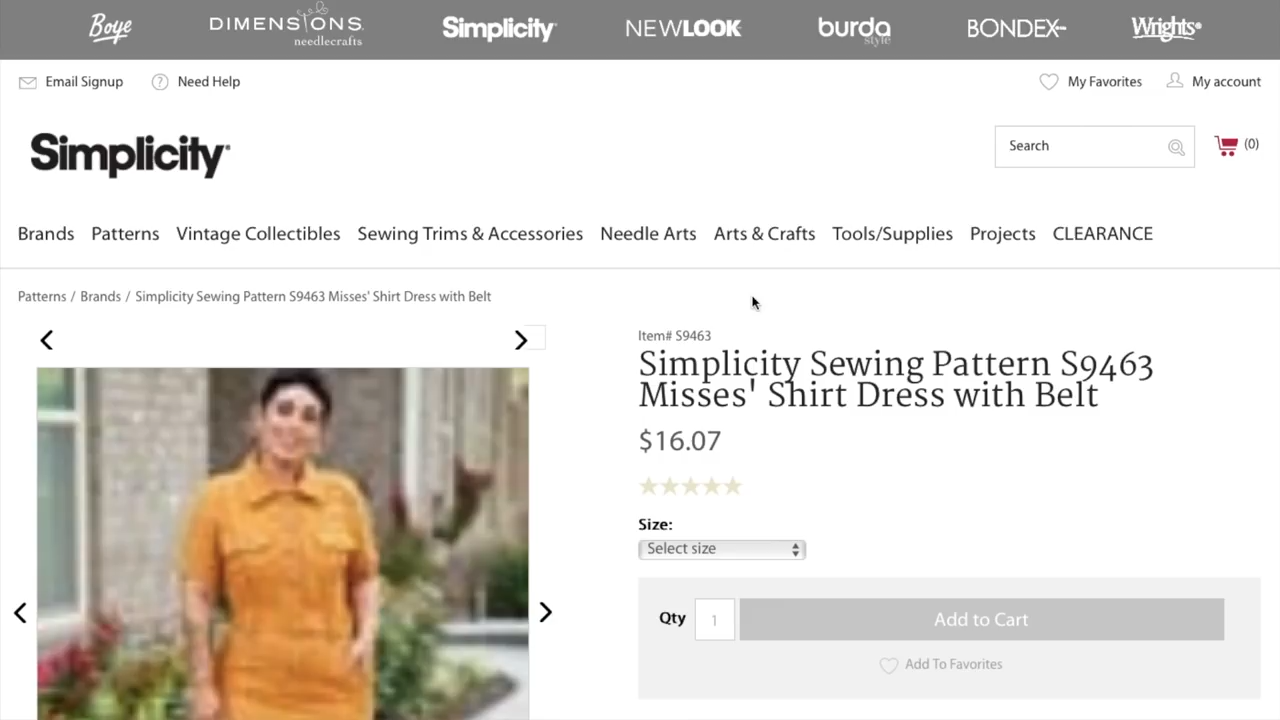 Boye DIMENSIONS needlecrafts Simplicity NEWLOOK burda style BONDEX Wrights
Email Signup Need Help My Favorites My account
Simplicity Search (0)
Brands Patterns Vintage Collectibles Sewing Trims & Accessories Needle Arts Arts & Crafts Tools/Supplies Projects CLEARANCE
Patterns / Brands / Simplicity Sewing Pattern S9463 Misses' Shirt Dress with Belt
Item# S9463
Simplicity Sewing Pattern S9463
Misses' Shirt Dress with Belt
$16.07
Size:
Select size
Qty 1 Add to Cart
Add To Favorites